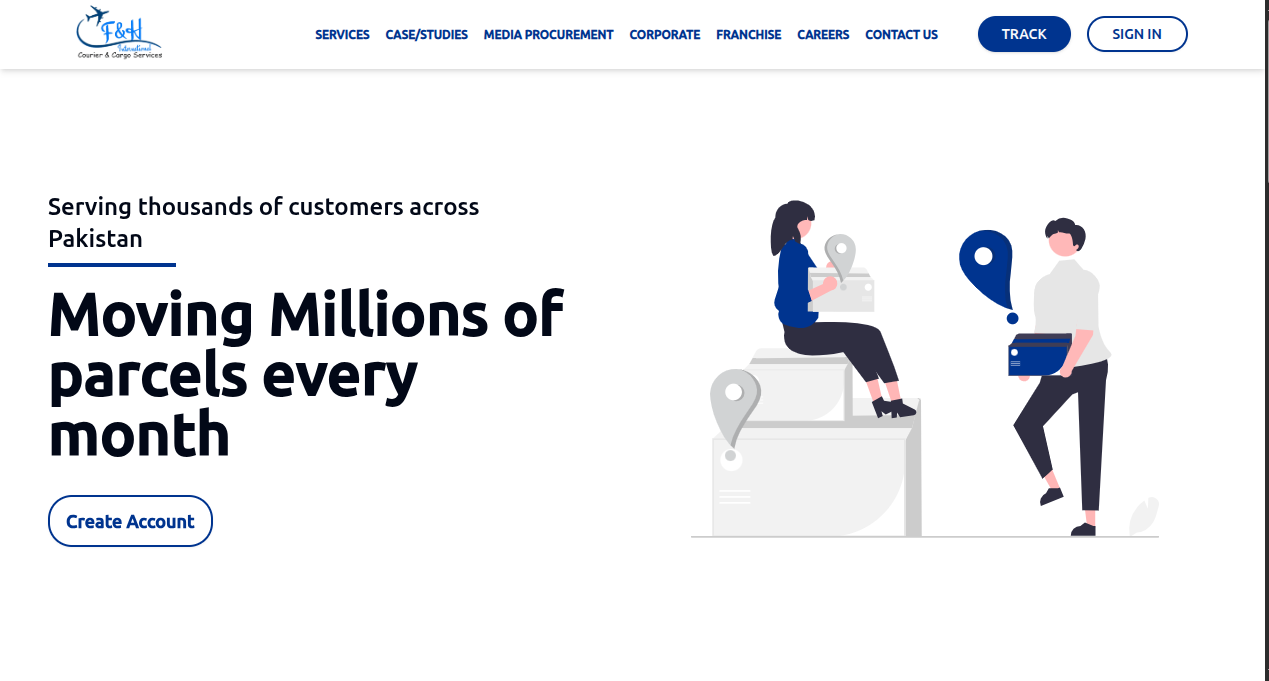 F&H
International
Courier & Cargo Services
SERVICES CASE/STUDIES MEDIA PROCUREMENT CORPORATE FRANCHISE CAREERS CONTACT US TRACK SIGN IN
Serving thousands of customers across
Pakistan
Moving Millions of
parcels every
month
Create Account